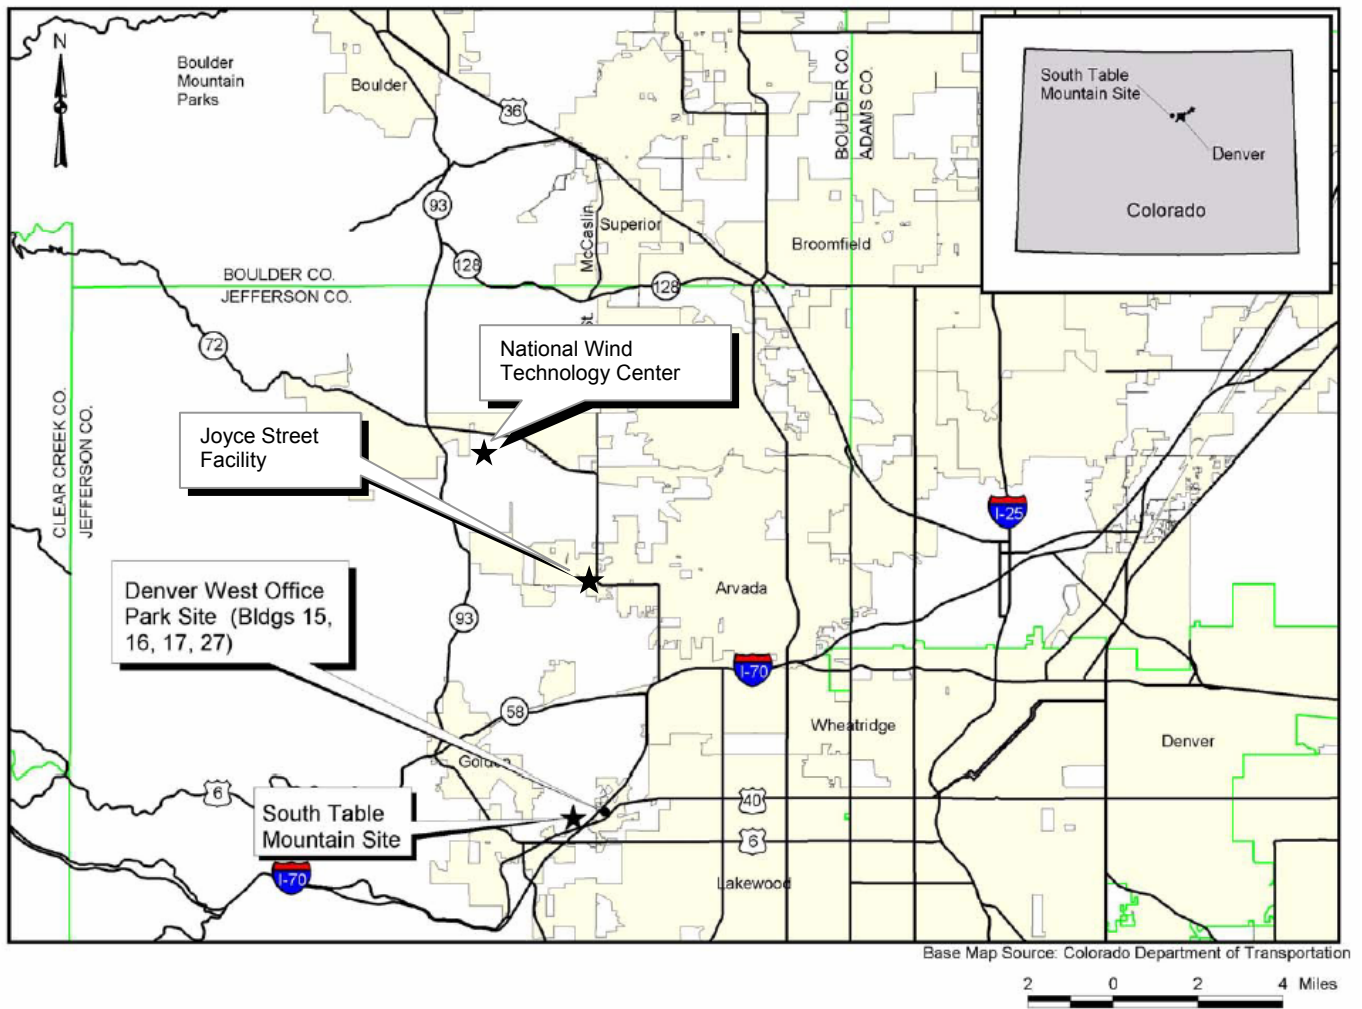 N
Boulder
Mountain
Parks
Boulder
36
BOULDER CO.
ADAMS CO.
South Table
Mountain Site
Denver
Colorado
93
McCaslin
Superior
Broomfield
128
BOULDER CO.
JEFFERSON CO.
128
St.
72
National Wind
Technology Center
CLEAR CREEK CO.
JEFFERSON CO.
Joyce Street
Facility
I-25
Denver West Office
Park Site (Bldgs 15,
16, 17, 27)
Arvada
93
I-70
58
Wheatridge
Denver
Golden
6
South Table
Mountain Site
40
6
I-70
Lakewood
Base Map Source: Colorado Department of Transportation
2 0 2 4 Miles